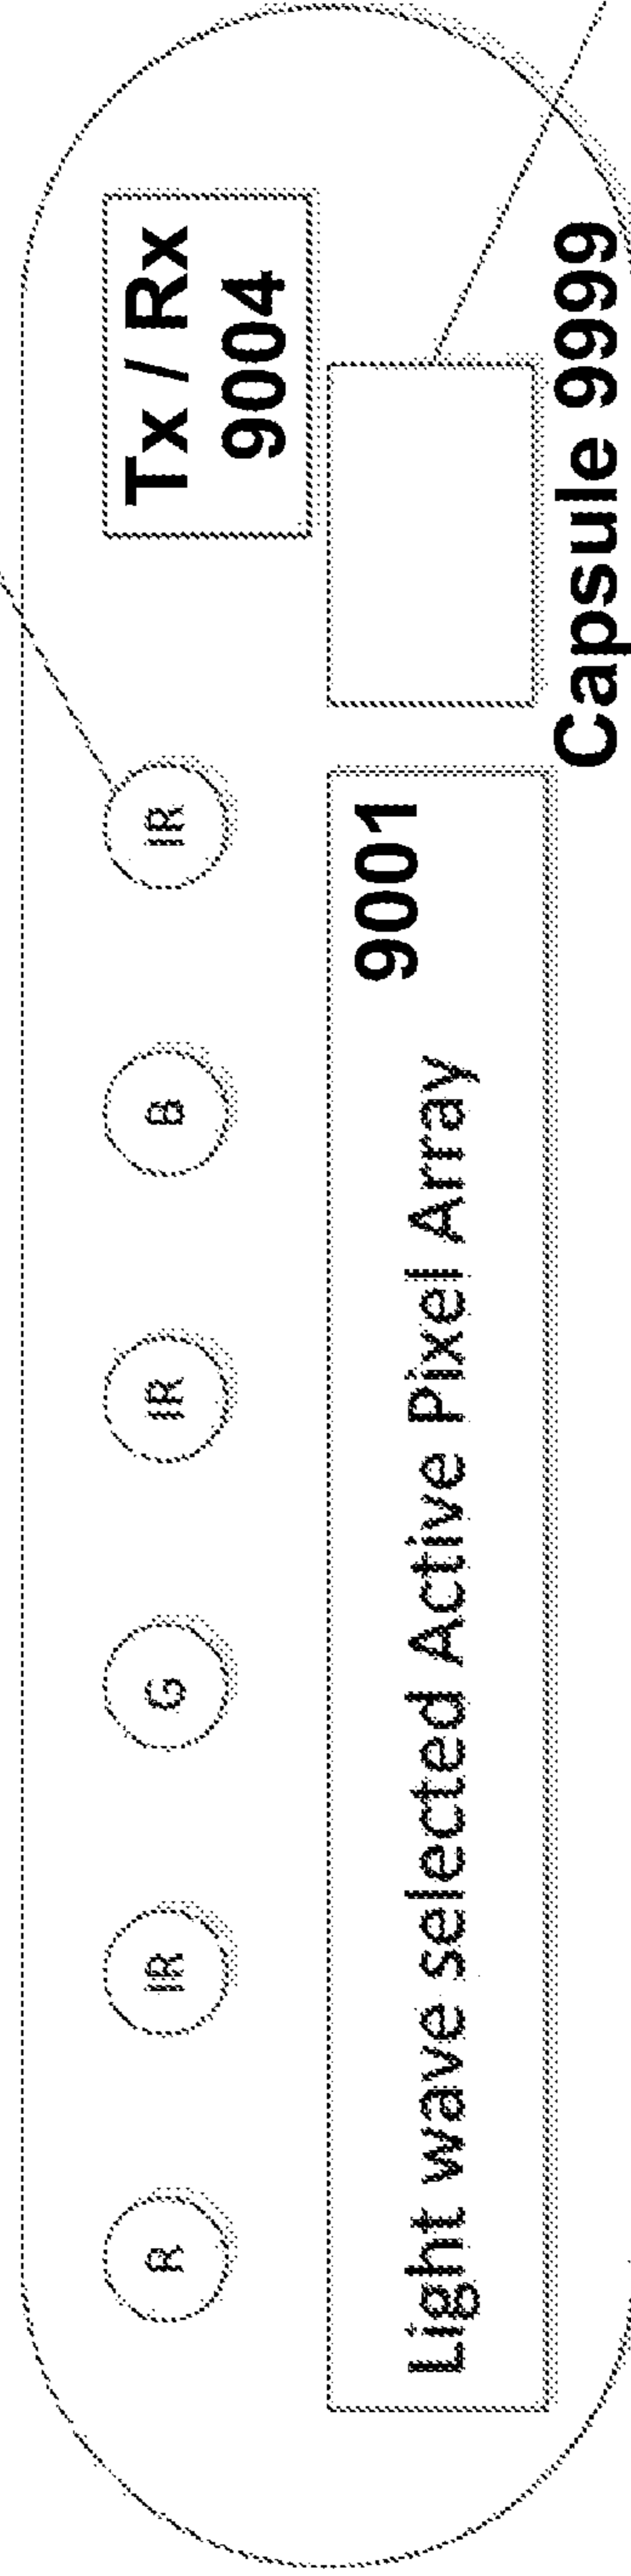 R IR G IR B IR
Tx / Rx
9004
9001
Light wave selected Active Pixel Array
Capsule 9999